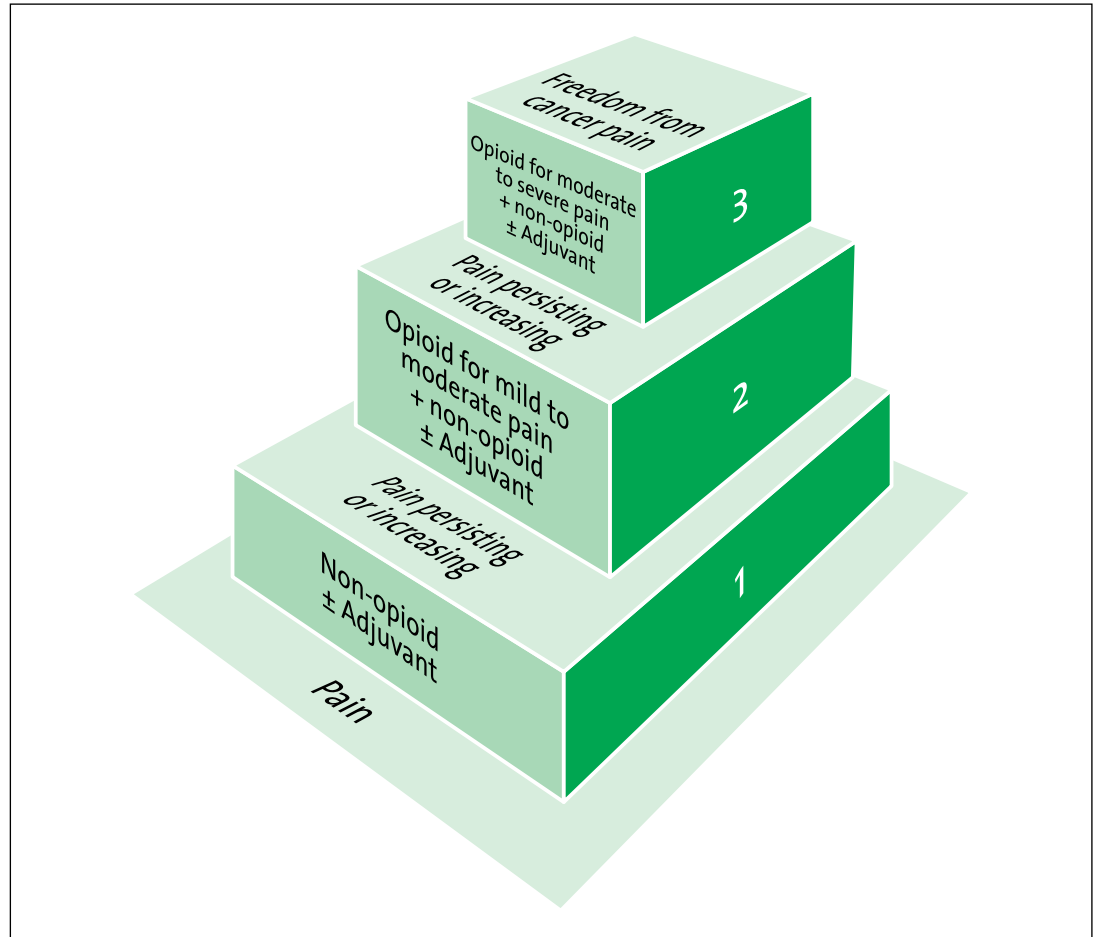 Freedom from
cancer pain
Opioid for moderate
to severe pain
+ non-opioid
± Adjuvant
3
Pain persisting
or increasing
Opioid for mild to
moderate pain
+ non-opioid
± Adjuvant
2
Pain persisting
or increasing
Non-opioid
± Adjuvant
1
Pain